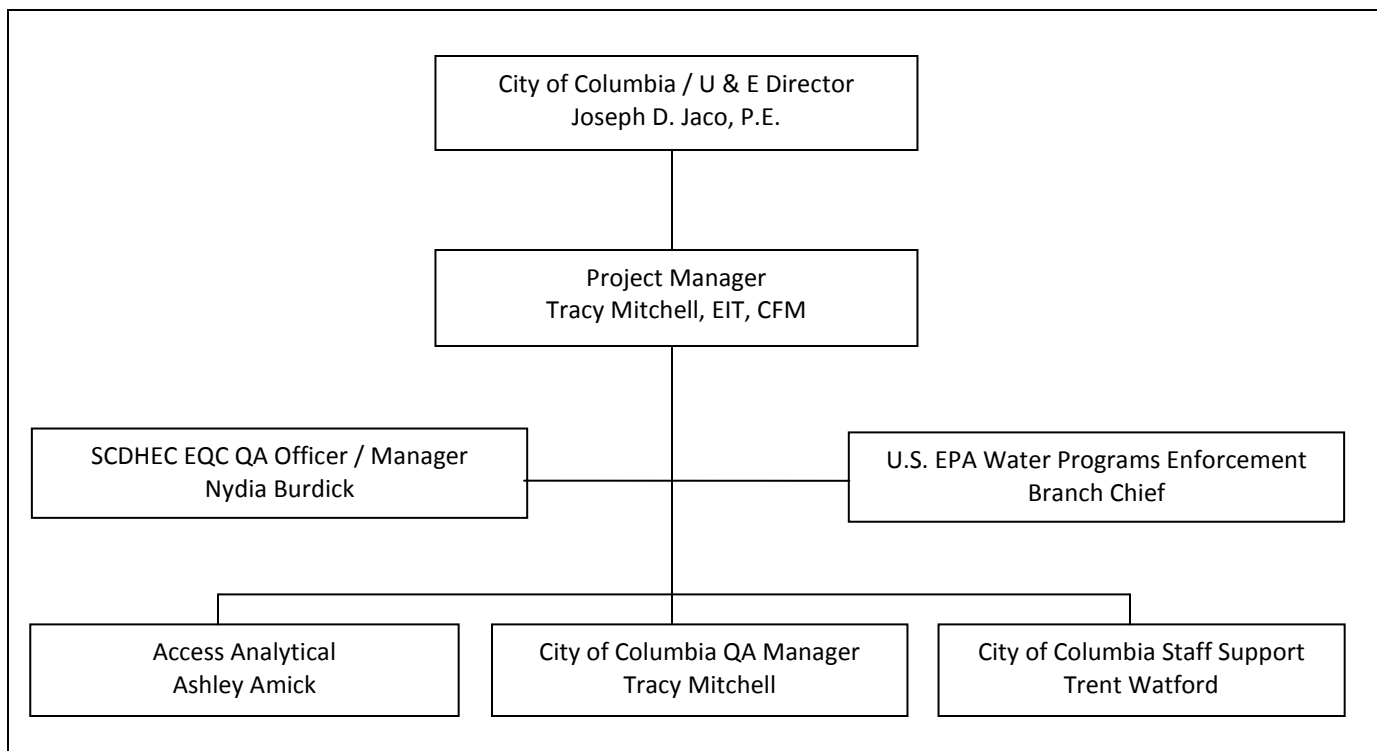 City of Columbia / U & E Director
Joseph D. Jaco, P.E.
Project Manager
Tracy Mitchell, EIT, CFM
SCDHEC EQC QA Officer / Manager
Nydia Burdick
U.S. EPA Water Programs Enforcement
Branch Chief
Access Analytical
Ashley Amick
City of Columbia QA Manager
Tracy Mitchell
City of Columbia Staff Support
Trent Watford